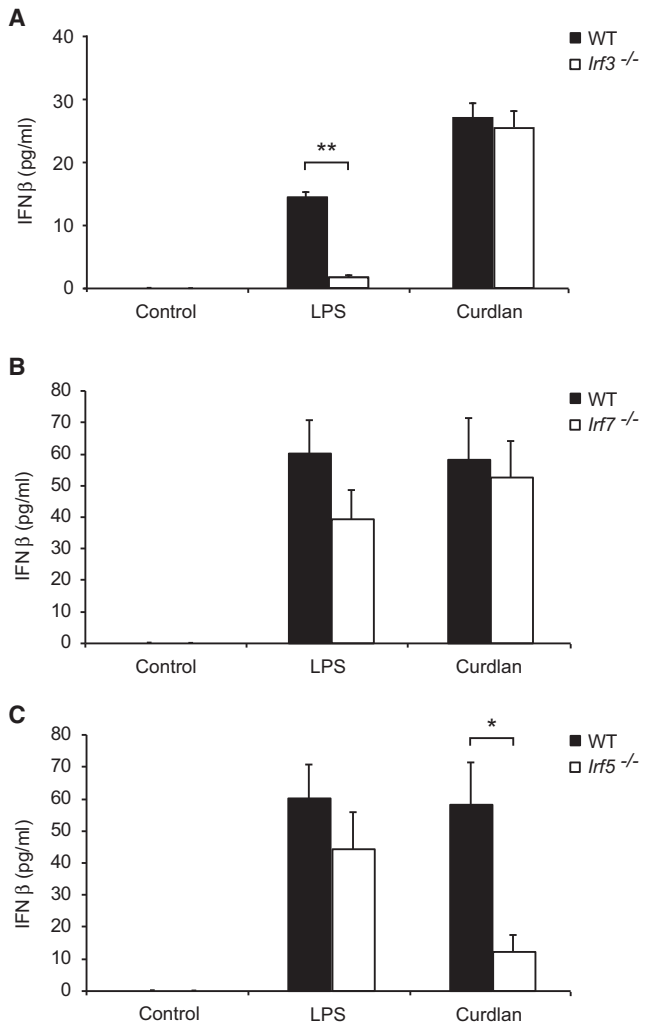 A
IFNβ (pg/ml)
40
30
20
10
0
**
WT
Irf3 -/-
Control LPS Curdlan
B
IFNβ (pg/ml)
80
70
60
50
40
30
20
10
0
WT
Irf7 -/-
Control LPS Curdlan
C
IFNβ (pg/ml)
80
70
60
50
40
30
20
10
0
*
WT
Irf5 -/-
Control LPS Curdlan